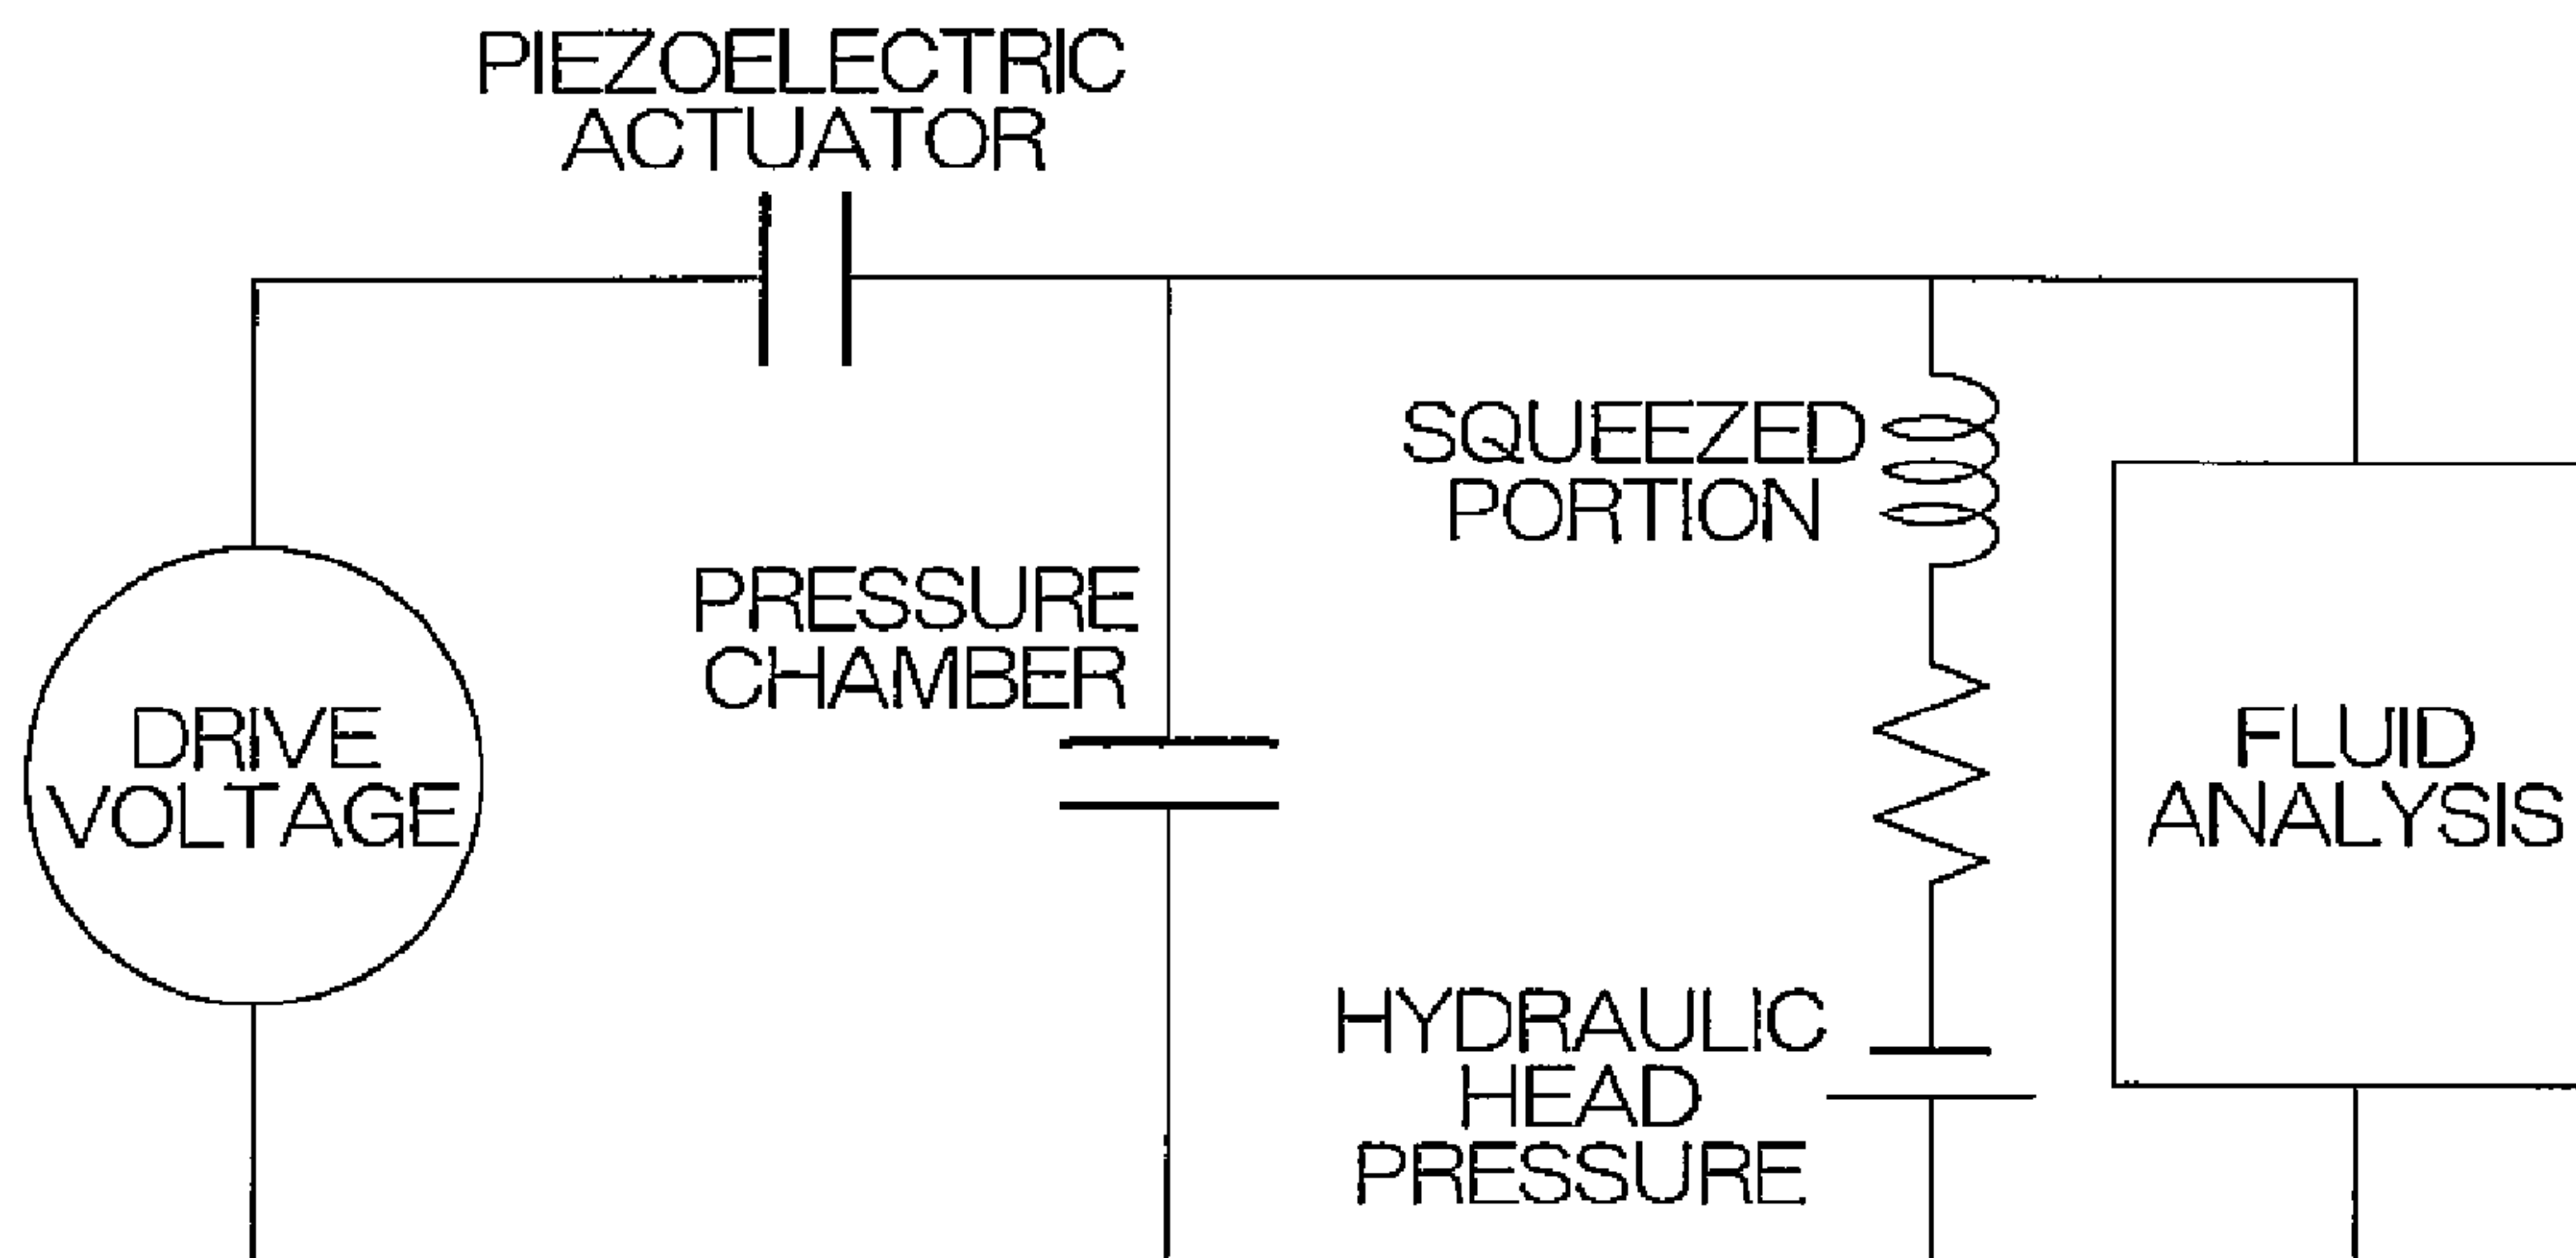 PIEZOELECTRIC
ACTUATOR
SQUEEZED
PORTION
PRESSURE
CHAMBER
DRIVE
VOLTAGE
FLUID
ANALYSIS
HYDRAULIC
HEAD
PRESSURE